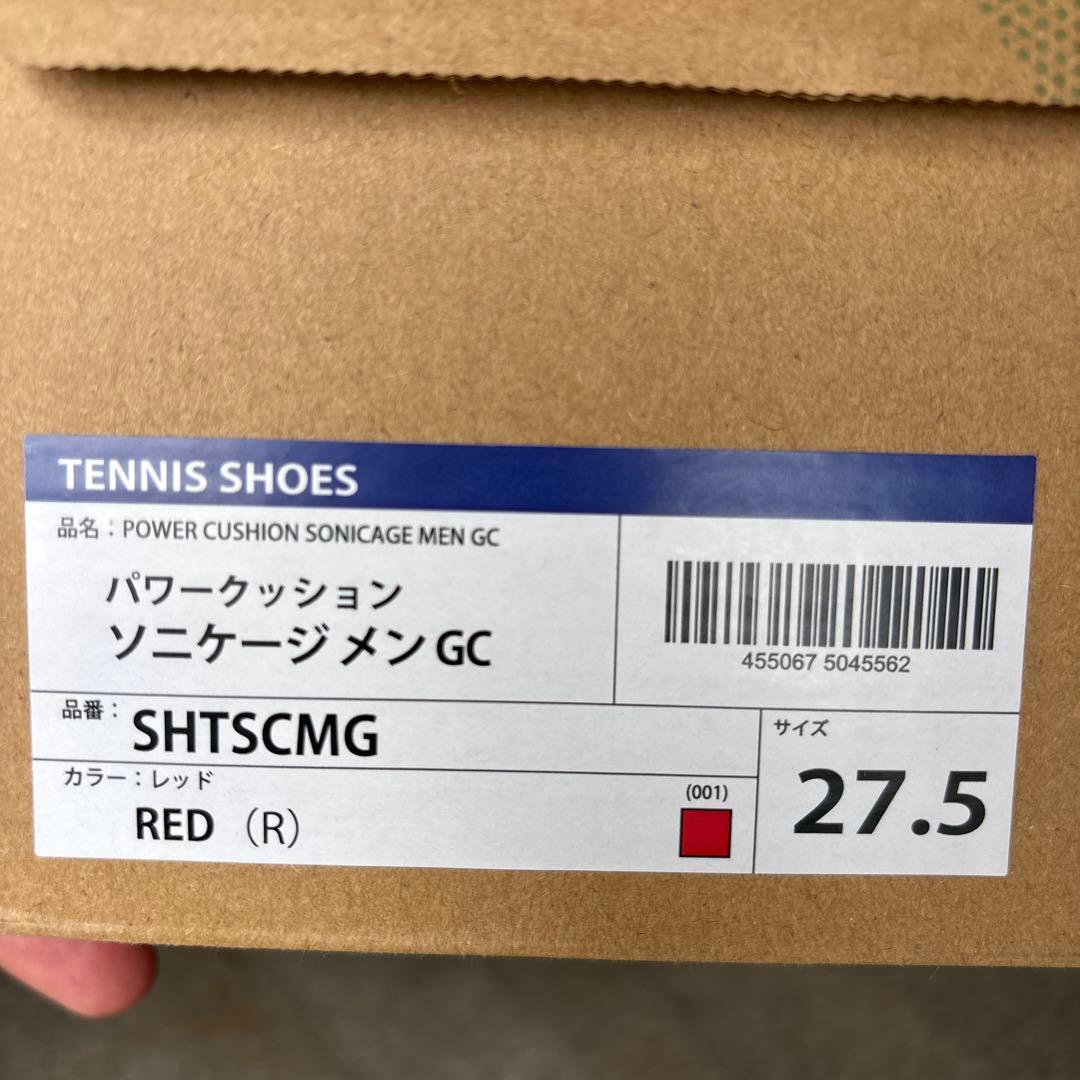 TENNIS SHOES
品名：POWER CUSHION SONICAGE MEN GC
パワークッション
ソニケージ メン GC
455067 5045562
品番：SHTSCMG
サイズ
27.5
カラー：レッド
RED（R）
(001)